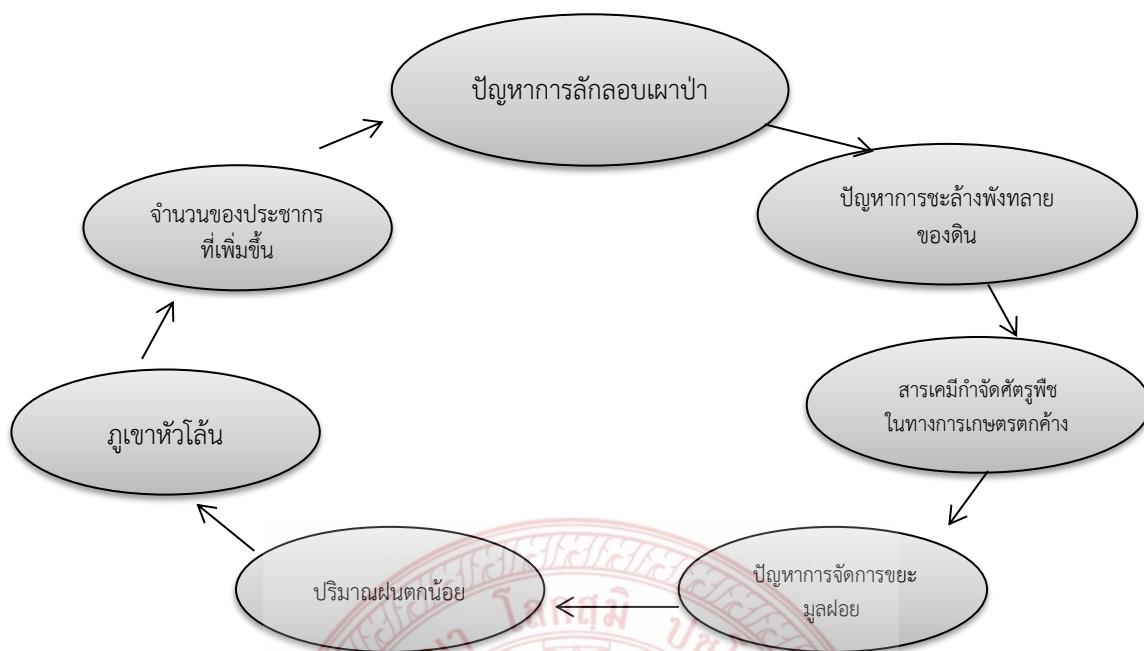 ปัญหาการลักลอบเผาป่า
ปัญหาการชะล้างพังทลาย
ของดิน
สารเคมีกำจัดศัตรูพืช
ในทางการเกษตรตกค้าง
ปัญหาการจัดการขยะ
มูลฝอย
ปริมาณฝนตกน้อย
ภูเขาหัวโล้น
จำนวนของประชากร
ที่เพิ่มขึ้น
โลกสฺมิ